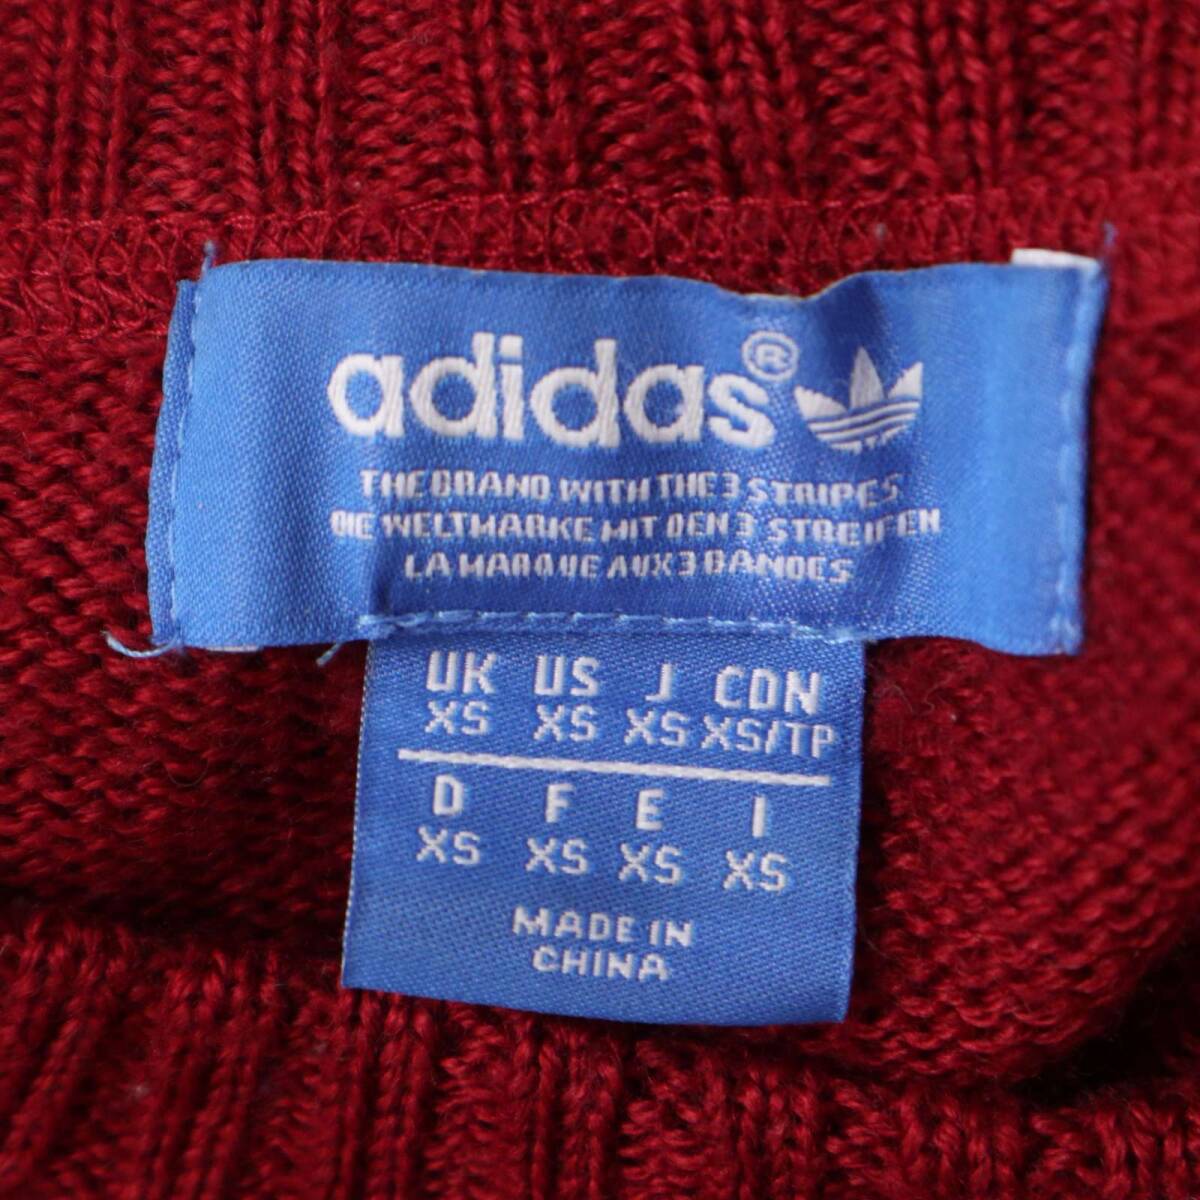 adidas®
THE BRAND WITH THE 3 STRIPES
DIE WELTMARKE MIT DEN 3 STREIFEN
LA MARQUE AUX 3 BANDES
UK US J CDN
XS XS XS XS/TP
D F E I
XS XS XS XS
MADE IN
CHINA